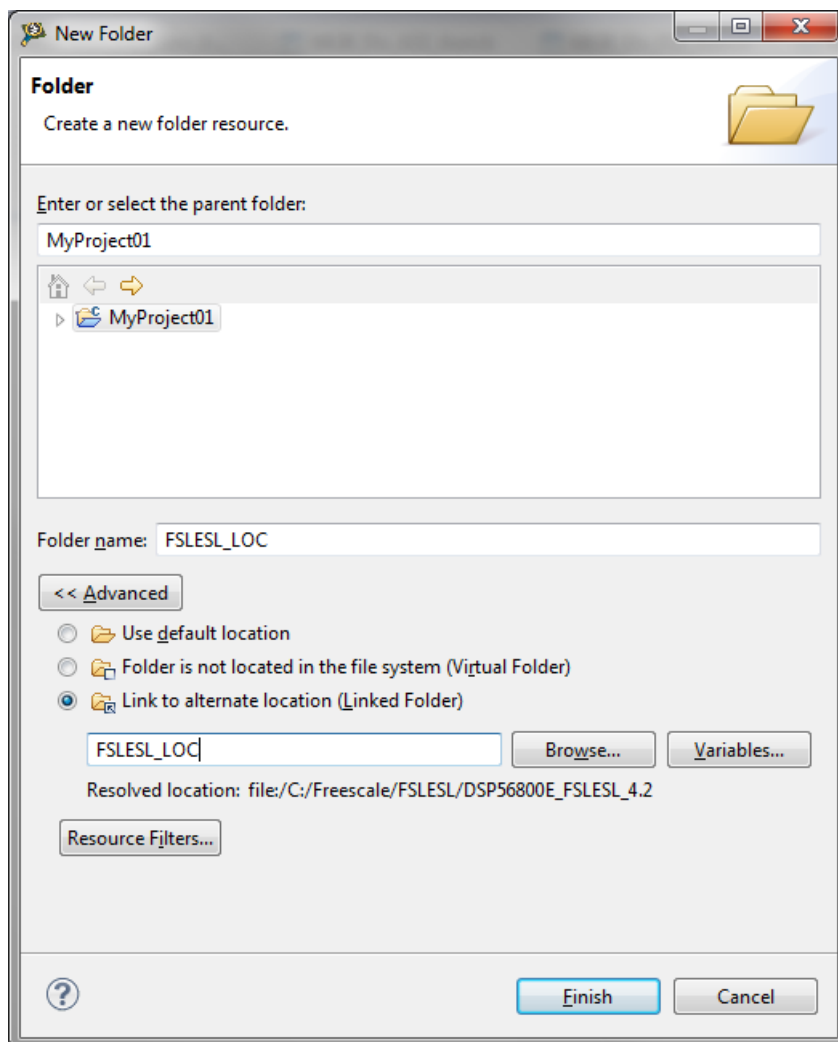 New Folder
Folder
Create a new folder resource.
Enter or select the parent folder:
MyProject01
MyProject01
Folder name: FSLESL_LOC
<< Advanced
Use default location
Folder is not located in the file system (Virtual Folder)
Link to alternate location (Linked Folder)
FSLESL_LOC Browse... Variables...
Resolved location: file:/C:/Freescale/FSLESL/DSP56800E_FSLESL_4.2
Resource Filters...
Finish Cancel